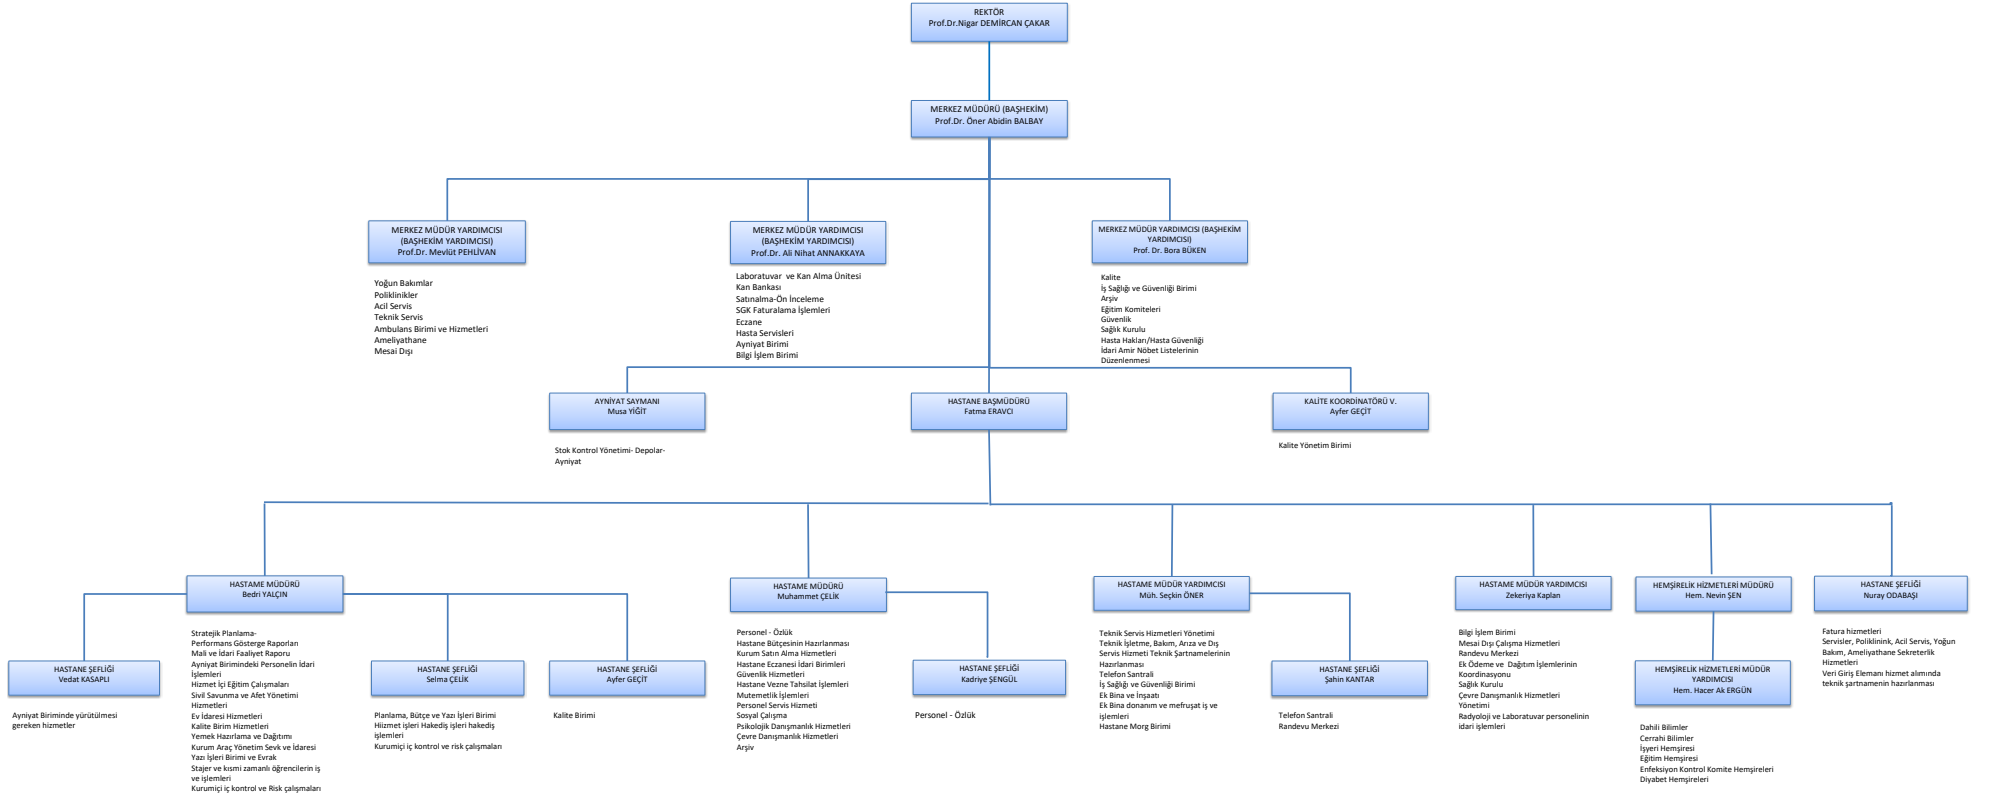 REKTÖR
Prof.Dr.Nigar DEMİRCAN ÇAKAR
MERKEZ MÜDÜRÜ (BAŞHEKİM)
Prof.Dr. Öner Abidin BALBAY
MERKEZ MÜDÜR YARDIMCISI
(BAŞHEKİM YARDIMCISI)
Prof.Dr. Mevlüt PEHLİVAN
Yoğun Bakımlar
Poliklinikler
Acil Servis
Teknik Servis
Ambulans Birimi ve Hizmetleri
Ameliyathane
Mesai Dışı
MERKEZ MÜDÜR YARDIMCISI
(BAŞHEKİM YARDIMCISI)
Prof.Dr. Ali Nihat ANNAKKAYA
Laboratuvar ve Kan Alma Ünitesi
Kan Bankası
Satınalma-Ön İnceleme
SGK Faturalama İşlemleri
Eczane
Hasta Servisleri
Ayniyat Birimi
Bilgi İşlem Birimi
MERKEZ MÜDÜR YARDIMCISI (BAŞHEKİM
YARDIMCISI)
Prof. Dr. Bora BÜKEN
Kalite
İş Sağlığı ve Güvenliği Birimi
Arşiv
Eğitim Komiteleri
Güvenlik
Sağlık Kurulu
Hasta Hakları/Hasta Güvenliği
İdari Amir Nöbet Listelerinin
Düzenlenmesi
AYNİYAT SAYMANI
Musa YİĞİT
Stok Kontrol Yönetimi- Depolar-
Ayniyat
HASTANE BAŞMÜDÜRÜ
Fatma ERAVCI
KALİTE KOORDİNATÖRÜ V.
Ayfer GEÇİT
Kalite Yönetim Birimi
HASTANE ŞEFLİĞİ
Vedat KASAPLI
Ayniyat Biriminde yürütülmesi
gereken hizmetler
HASTAME MÜDÜRÜ
Bedri YALÇIN
Stratejik Planlama-
Performans Gösterge Raporları
Mali ve İdari Faaliyet Raporu
Ayniyat Birimindeki Personelin İdari
İşlemleri
Hizmet İçi Eğitim Çalışmaları
Sivil Savunma ve Afet Yönetimi
Hizmetleri
Ev İdaresi Hizmetleri
Kalite Birim Hizmetleri
Yemek Hazırlama ve Dağıtımı
Kurum Araç Yönetim Sevk ve İdaresi
Yazı İşleri Birimi ve Evrak
Stajer ve kısmi zamanlı öğrencilerin iş
ve işlemleri
Kurumiçi iç kontrol ve Risk çalışmaları
HASTANE ŞEFLİĞİ
Selma ÇELİK
Planlama, Bütçe ve Yazı İşleri Birimi
Hiizmet işleri Hakediş işleri hakediş
işlemleri
Kurumiçi iç kontrol ve risk çalışmaları
HASTANE ŞEFLİĞİ
Ayfer GEÇİT
Kalite Birimi
HASTAME MÜDÜRÜ
Muhammet ÇELİK
Personel - Özlük
Hastane Bütçesinin Hazırlanması
Kurum Satın Alma Hizmetleri
Hastane Eczanesi İdari Birimleri
Güvenlik Hizmetleri
Hastane Vezne Tahsilat İşlemleri
Mutemetlik İşlemleri
Personel Servis Hizmeti
Sosyal Çalışma
Psikolojik Danışmanlık Hizmetleri
Çevre Danışmanlık Hizmetleri
Arşiv
HASTANE ŞEFLİĞİ
Kadriye ŞENGÜL
Personel - Özlük
HASTAME MÜDÜR YARDIMCISI
Müh. Seçkin ÖNER
Teknik Servis Hizmetleri Yönetimi
Teknik İşletme, Bakım, Arıza ve Dış
Servis Hizmeti Teknik Şartnamelerinin
Hazırlanması
Telefon Santrali
İş Sağlığı ve Güvenliği Birimi
Ek Bina ve İnşaatı
Ek Bina donanım ve mefruşat iş ve
işlemleri
Hastane Morg Birimi
HASTANE ŞEFLİĞİ
Şahin KANTAR
Telefon Santrali
Randevu Merkezi
HASTAME MÜDÜR YARDIMCISI
Zekeriya Kaplan
Bilgi İşlem Birimi
Mesai Dışı Çalışma Hizmetleri
Randevu Merkezi
Ek Ödeme ve Dağıtım İşlemlerinin
Koordinasyonu
Sağlık Kurulu
Çevre Danışmanlık Hizmetleri
Yönetimi
Radyoloji ve Laboratuvar personelinin
idari işlemleri
HEMŞİRELİK HİZMETLERİ MÜDÜRÜ
Hem. Nevin ŞEN
HEMŞİRELİK HİZMETLERİ MÜDÜR
YARDIMCISI
Hem. Hacer Ak ERGÜN
Dahili Bilimler
Cerrahi Bilimler
İşyeri Hemşiresi
Eğitim Hemşiresi
Enfeksiyon Kontrol Komite Hemşireleri
Diyabet Hemşireleri
HASTANE ŞEFLİĞİ
Nuray ODABAŞI
Fatura hizmetleri
Servisler, Poliklinink, Acil Servis, Yoğun
Bakım, Ameliyathane Sekreterlik
Hizmetleri
Veri Giriş Elemanı hizmet alımında
teknik şartnamenin hazırlanması